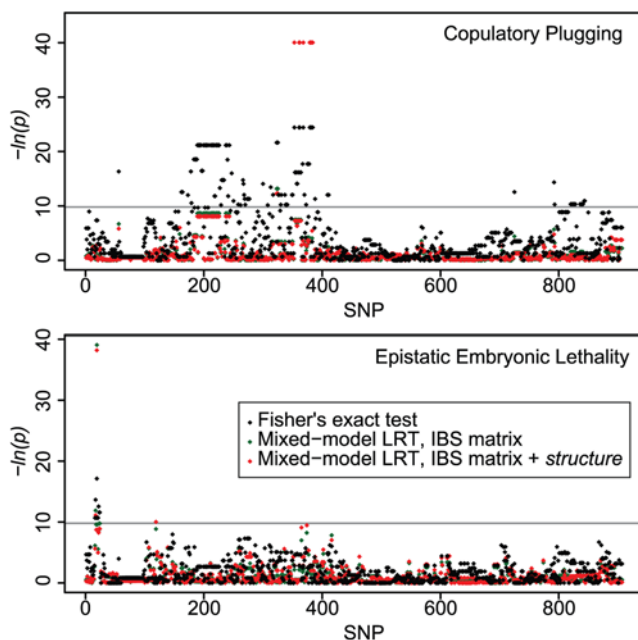 Copulatory Plugging
40
30
20
10
0
−ln(p)
0 200 400 600 800
SNP
Epistatic Embryonic Lethality
40
30
20
10
0
−ln(p)
Fisher's exact test
Mixed−model LRT, IBS matrix
Mixed−model LRT, IBS matrix + structure
0 200 400 600 800
SNP